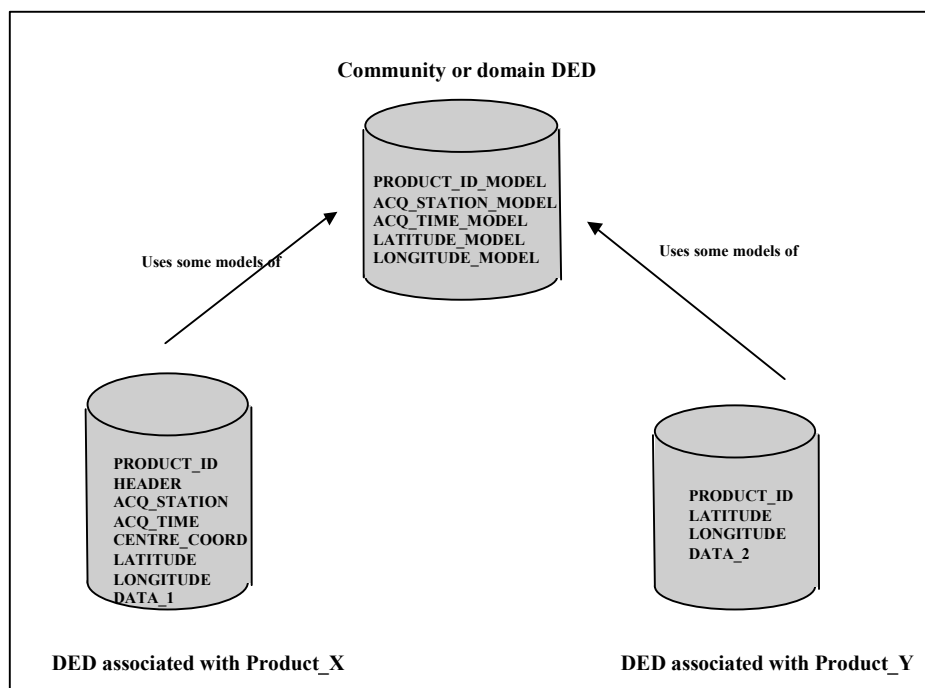 Community or domain DED
PRODUCT_ID_MODEL
ACQ_STATION_MODEL
ACQ_TIME_MODEL
LATITUDE_MODEL
LONGITUDE_MODEL
Uses some models of
Uses some models of
PRODUCT_ID
HEADER
ACQ_STATION
ACQ_TIME
CENTRE_COORD
LATITUDE
LONGITUDE
DATA_1
PRODUCT_ID
LATITUDE
LONGITUDE
DATA_2
DED associated with Product_X
DED associated with Product_Y